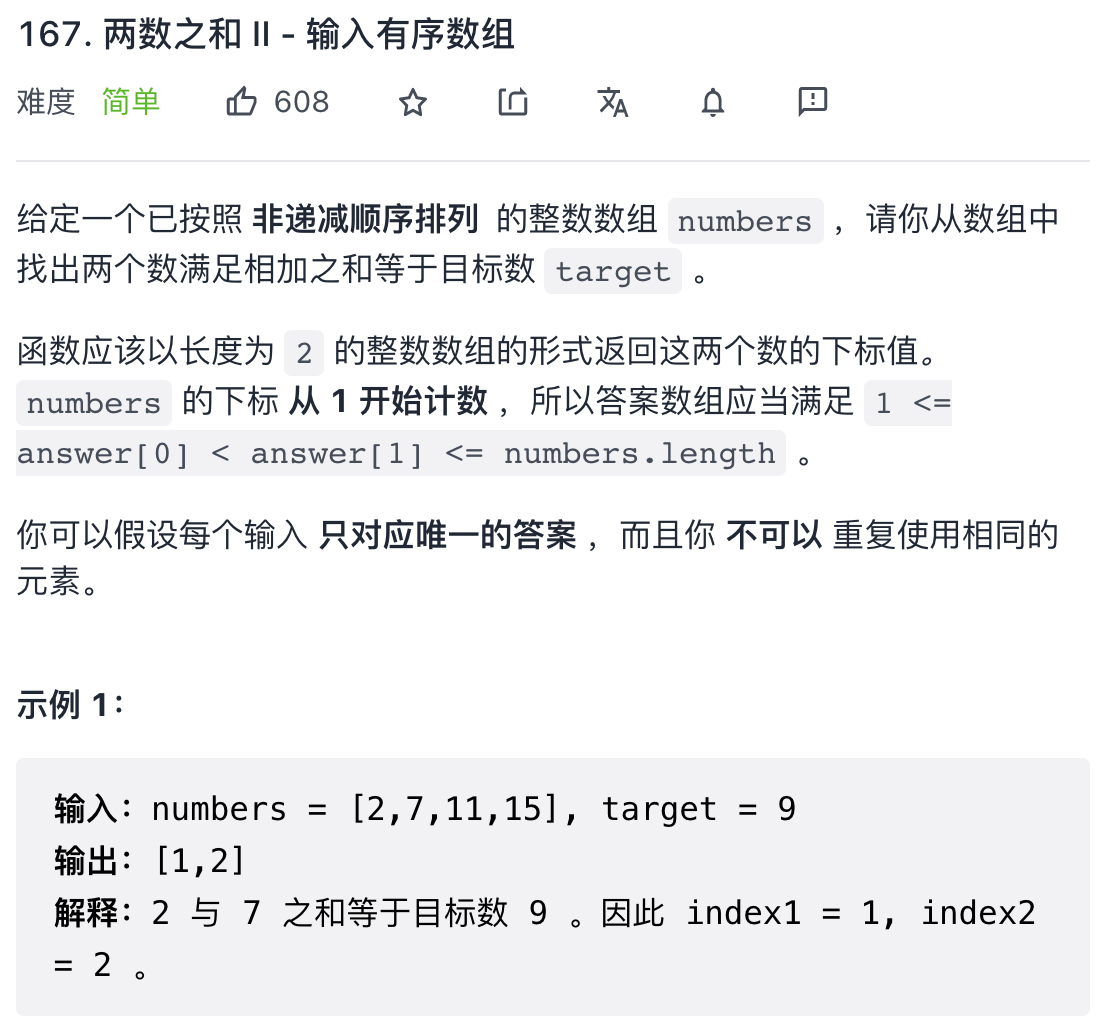 167. 两数之和 II - 输入有序数组
难度 简单 608
给定一个已按照 非递减顺序排列 的整数数组 numbers ，请你从数组中
找出两个数满足相加之和等于目标数 target 。
函数应该以长度为 2 的整数数组的形式返回这两个数的下标值。
numbers 的下标 从 1 开始计数 ，所以答案数组应当满足 1 <=
answer[0] < answer[1] <= numbers.length 。
你可以假设每个输入 只对应唯一的答案 ，而且你 不可以 重复使用相同的
元素。
示例 1：
输入：numbers = [2,7,11,15], target = 9
输出：[1,2]
解释：2 与 7 之和等于目标数 9 。因此 index1 = 1, index2
= 2 。